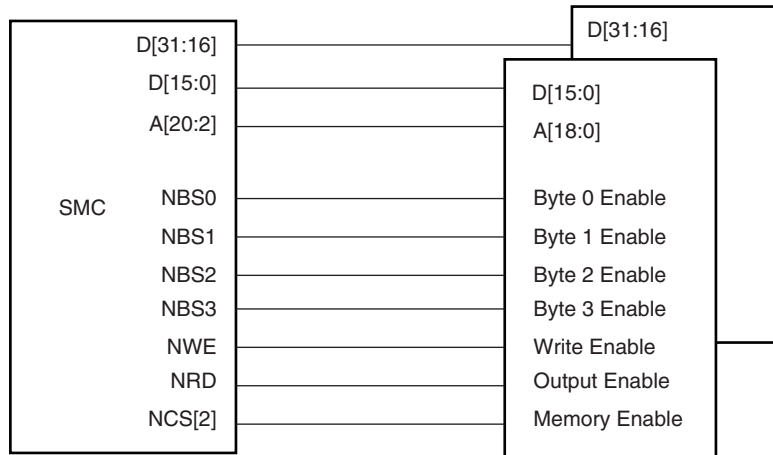 D[31:16] D[31:16]
D[15:0] D[15:0]
A[20:2] A[18:0]
SMC
NBS0 Byte 0 Enable
NBS1 Byte 1 Enable
NBS2 Byte 2 Enable
NBS3 Byte 3 Enable
NWE Write Enable
NRD Output Enable
NCS[2] Memory Enable